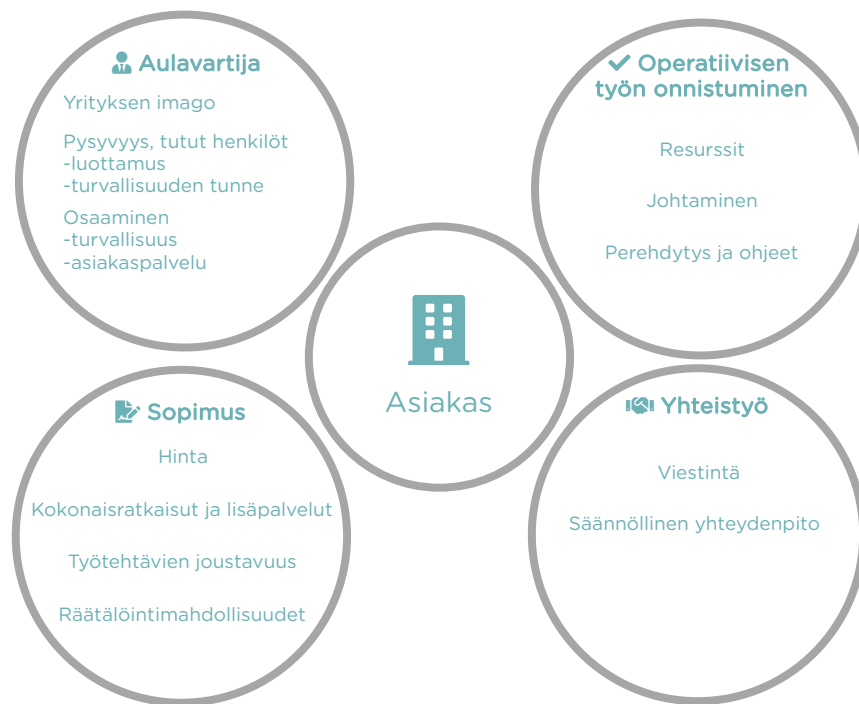 Aulavartija
Yrityksen imago
Pysyvyys, tutut henkilöt
-luottamus
-turvallisuuden tunne
Osaaminen
-turvallisuus
-asiakaspalvelu
Operatiivisen
työn onnistuminen
Resurssit
Johtaminen
Perehdytys ja ohjeet
Asiakas
Sopimus
Hinta
Kokonaisratkaisut ja lisäpalvelut
Työtehtävien joustavuus
Räätälöintimahdollisuudet
Yhteistyö
Viestintä
Säännöllinen yhteydenpito